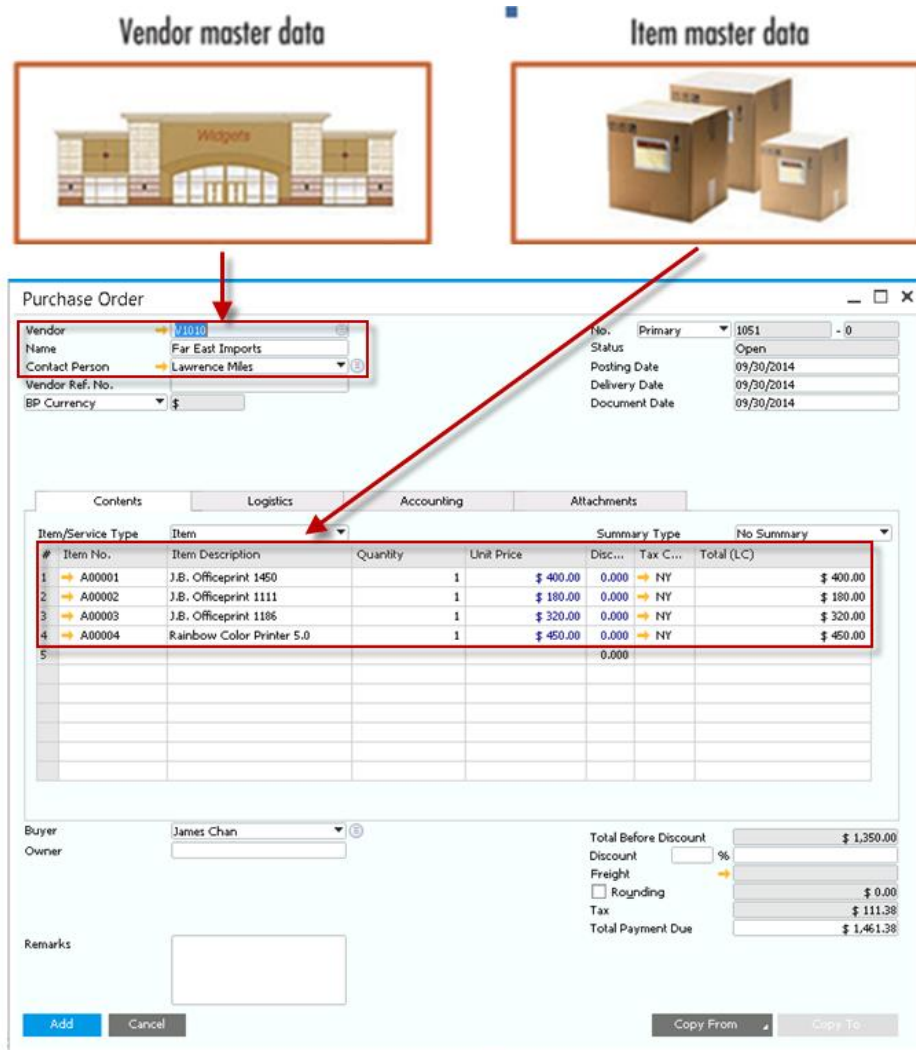 Vendor master data
Item master data
Widgets
Purchase Order
Vendor V1010
Name Far East Imports
Contact Person Lawrence Miles
Vendor Ref. No.
BP Currency $
No. Primary 1051 - 0
Status Open
Posting Date 09/30/2014
Delivery Date 09/30/2014
Document Date 09/30/2014
Contents Logistics Accounting Attachments
Item/Service Type Item Summary Type No Summary
# Item No. Item Description Quantity Unit Price Disc... Tax C... Total (LC)
1 A00001 J.B. Officeprint 1450 1 $ 400.00 0.000 NY $ 400.00
2 A00002 J.B. Officeprint 1111 1 $ 180.00 0.000 NY $ 180.00
3 A00003 J.B. Officeprint 1186 1 $ 320.00 0.000 NY $ 320.00
4 A00004 Rainbow Color Printer 5.0 1 $ 450.00 0.000 NY $ 450.00
5 0.000
Buyer James Chan
Owner
Total Before Discount $ 1,350.00
Discount %
Freight
Rounding $ 0.00
Tax $ 111.38
Total Payment Due $ 1,461.38
Remarks
Add Cancel Copy From Copy To